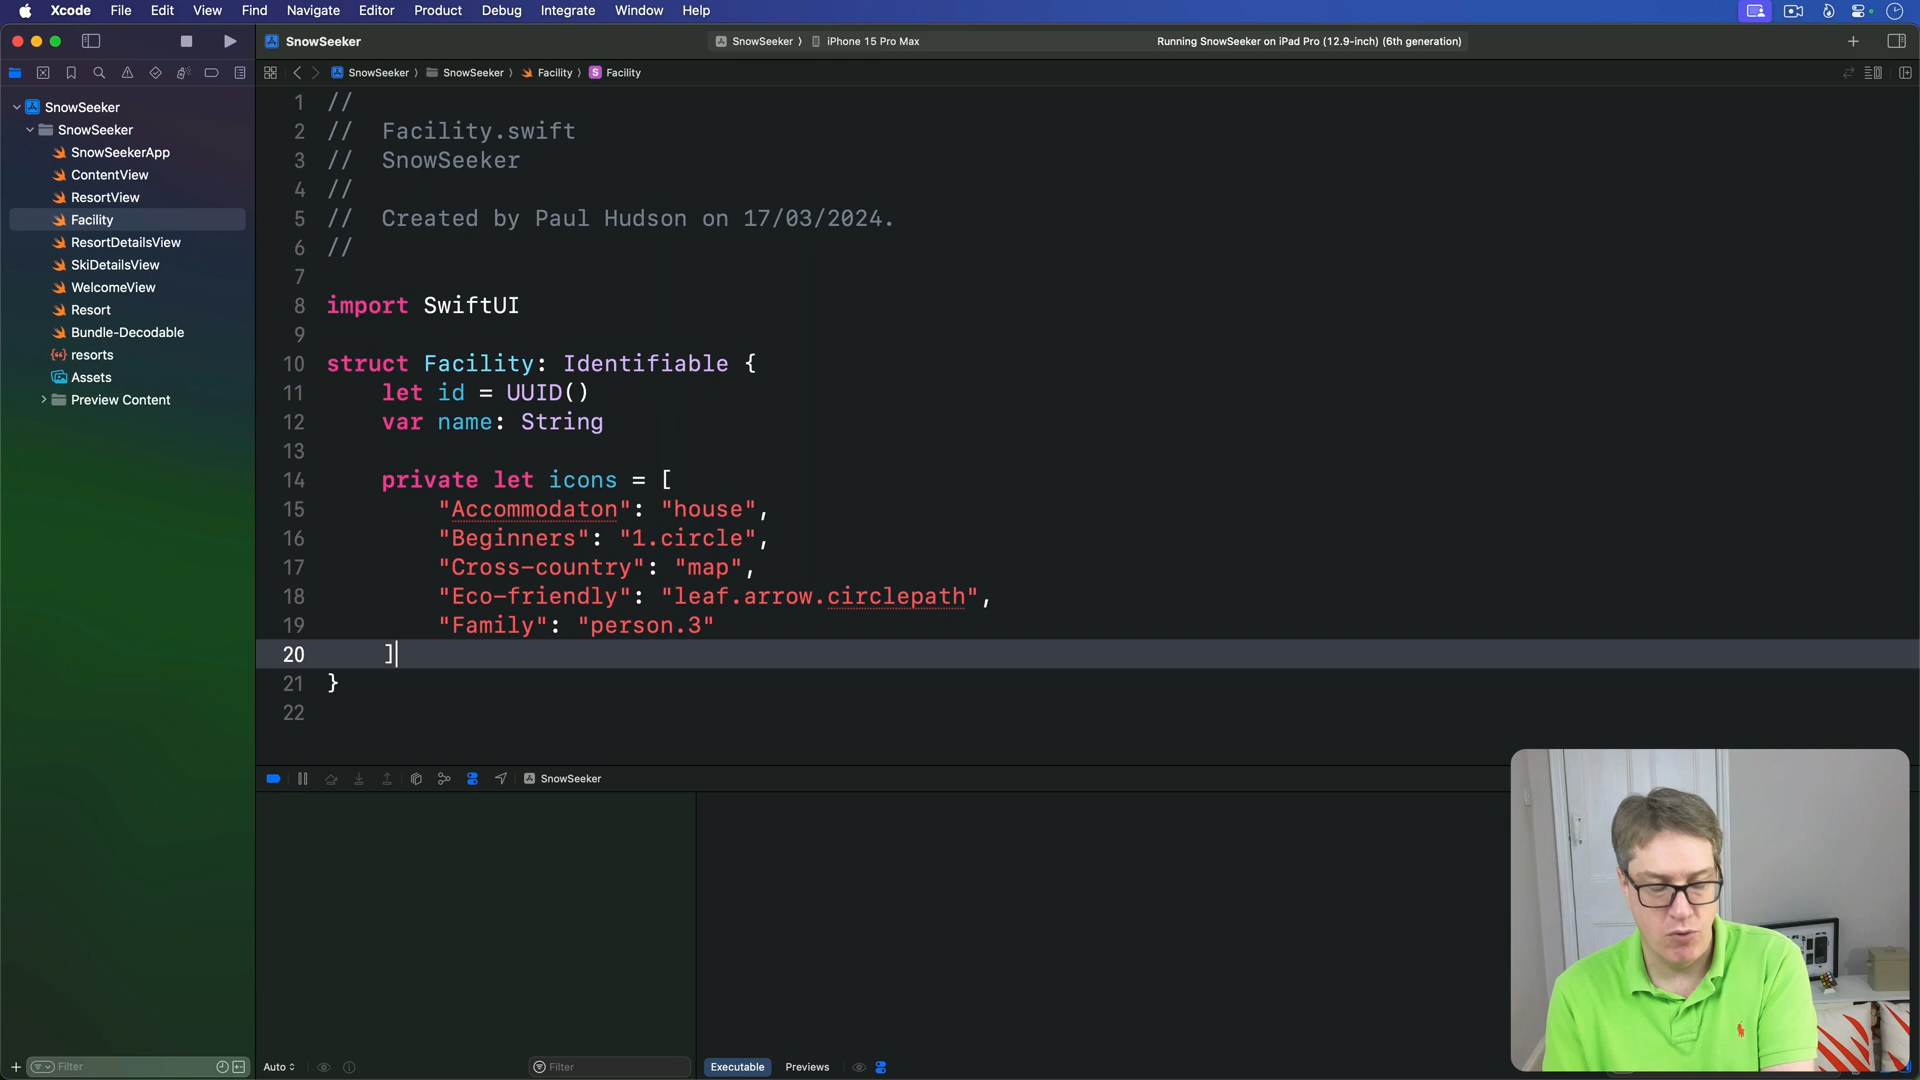 Xcode File Edit View Find Navigate Editor Product Debug Integrate Window Help
SnowSeeker
SnowSeeker 〉 iPhone 15 Pro Max
Running SnowSeeker on iPad Pro (12.9-inch) (6th generation)
SnowSeeker 〉 SnowSeeker 〉 Facility 〉 S Facility
SnowSeeker
SnowSeeker
SnowSeekerApp
ContentView
ResortView
Facility
ResortDetailsView
SkiDetailsView
WelcomeView
Resort
Bundle-Decodable
resorts
Assets
Preview Content
1 //
2 // Facility.swift
3 // SnowSeeker
4 //
5 // Created by Paul Hudson on 17/03/2024.
6 //
7
8 import SwiftUI
9
10 struct Facility: Identifiable {
11 let id = UUID()
12 var name: String
13
14 private let icons = [
15 "Accommodaton": "house",
16 "Beginners": "1.circle",
17 "Cross-country": "map",
18 "Eco-friendly": "leaf.arrow.circlepath",
19 "Family": "person.3"
20 ]
21 }
22
SnowSeeker
Filter
Auto
Filter
Executable
Previews